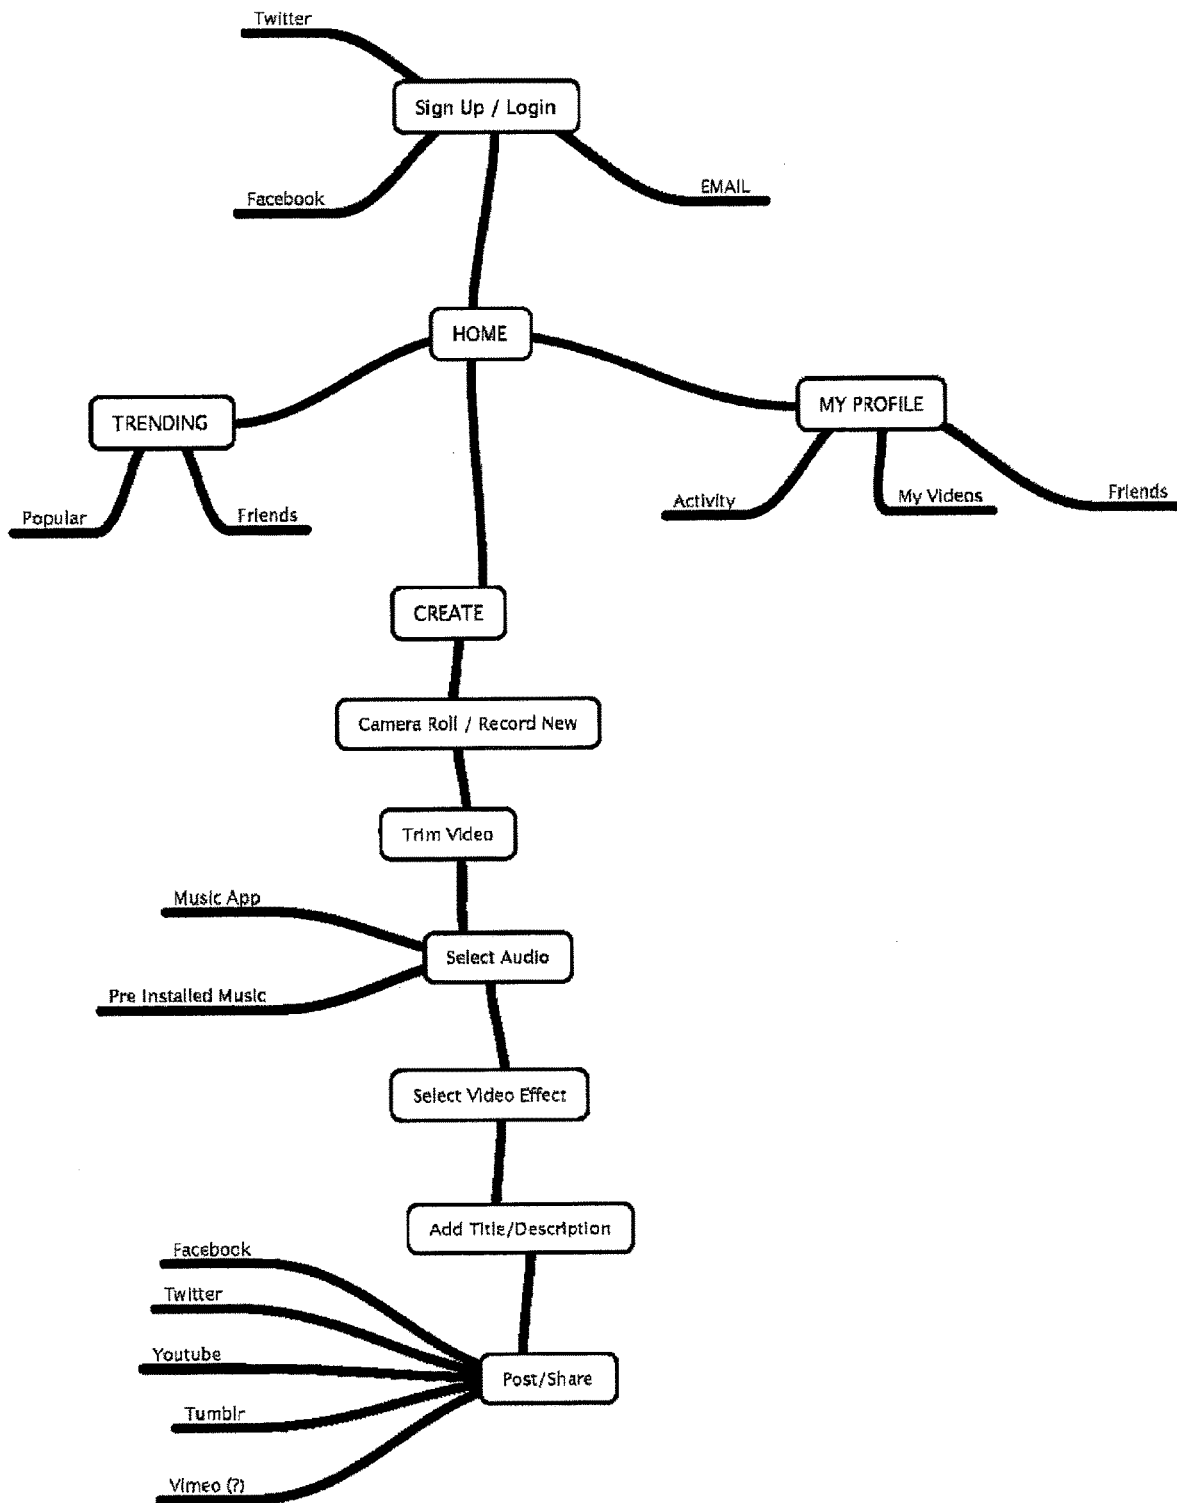 Twitter
Sign Up / Login
Facebook
EMAIL
HOME
TRENDING
MY PROFILE
Popular
Friends
Activity
My Videos
Friends
CREATE
Camera Roll / Record New
Trim Video
Music App
Select Audio
Pre Installed Music
Select Video Effect
Add Title/Description
Facebook
Twitter
Youtube
Post/Share
Tumblr
Vimeo (?)